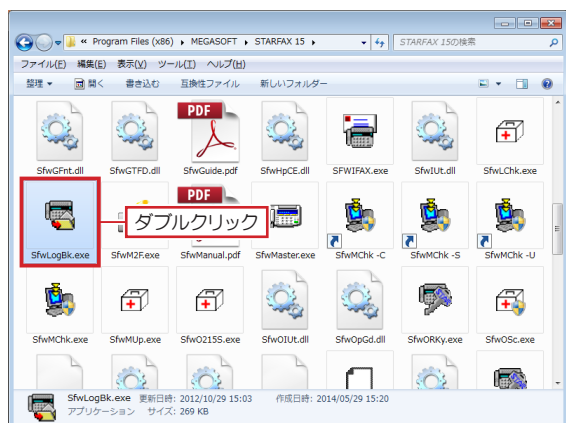 « Program Files (x86) ▸ MEGASOFT ▸ STARFAX 15 ▸
STARFAX 15の検索
ファイル(F) 編集(E) 表示(V) ツール(T) ヘルプ(H)
整理 ▼ 開く 書き込む 互換性ファイル 新しいフォルダー
PDF
SfwGFnt.dll SfwGTFD.dll SfwGuide.pdf SfwHpCE.dll SFWIFAX.exe SfwIUt.dll SfwLChk.exe
PDF
ダブルクリック
SfwLogBk.exe SfwM2F.exe SfwManual.pdf SfwMaster.exe SfwMChk -C SfwMChk -S SfwMChk -U
SfwMChk.exe SfwMUp.exe SfwO215S.exe SfwOIUt.dll SfwOpGd.dll SfwORKy.exe SfwOSc.exe
SfwLogBk.exe 更新日時: 2012/10/29 15:03 作成日時: 2014/05/29 15:20
アプリケーション サイズ: 269 KB